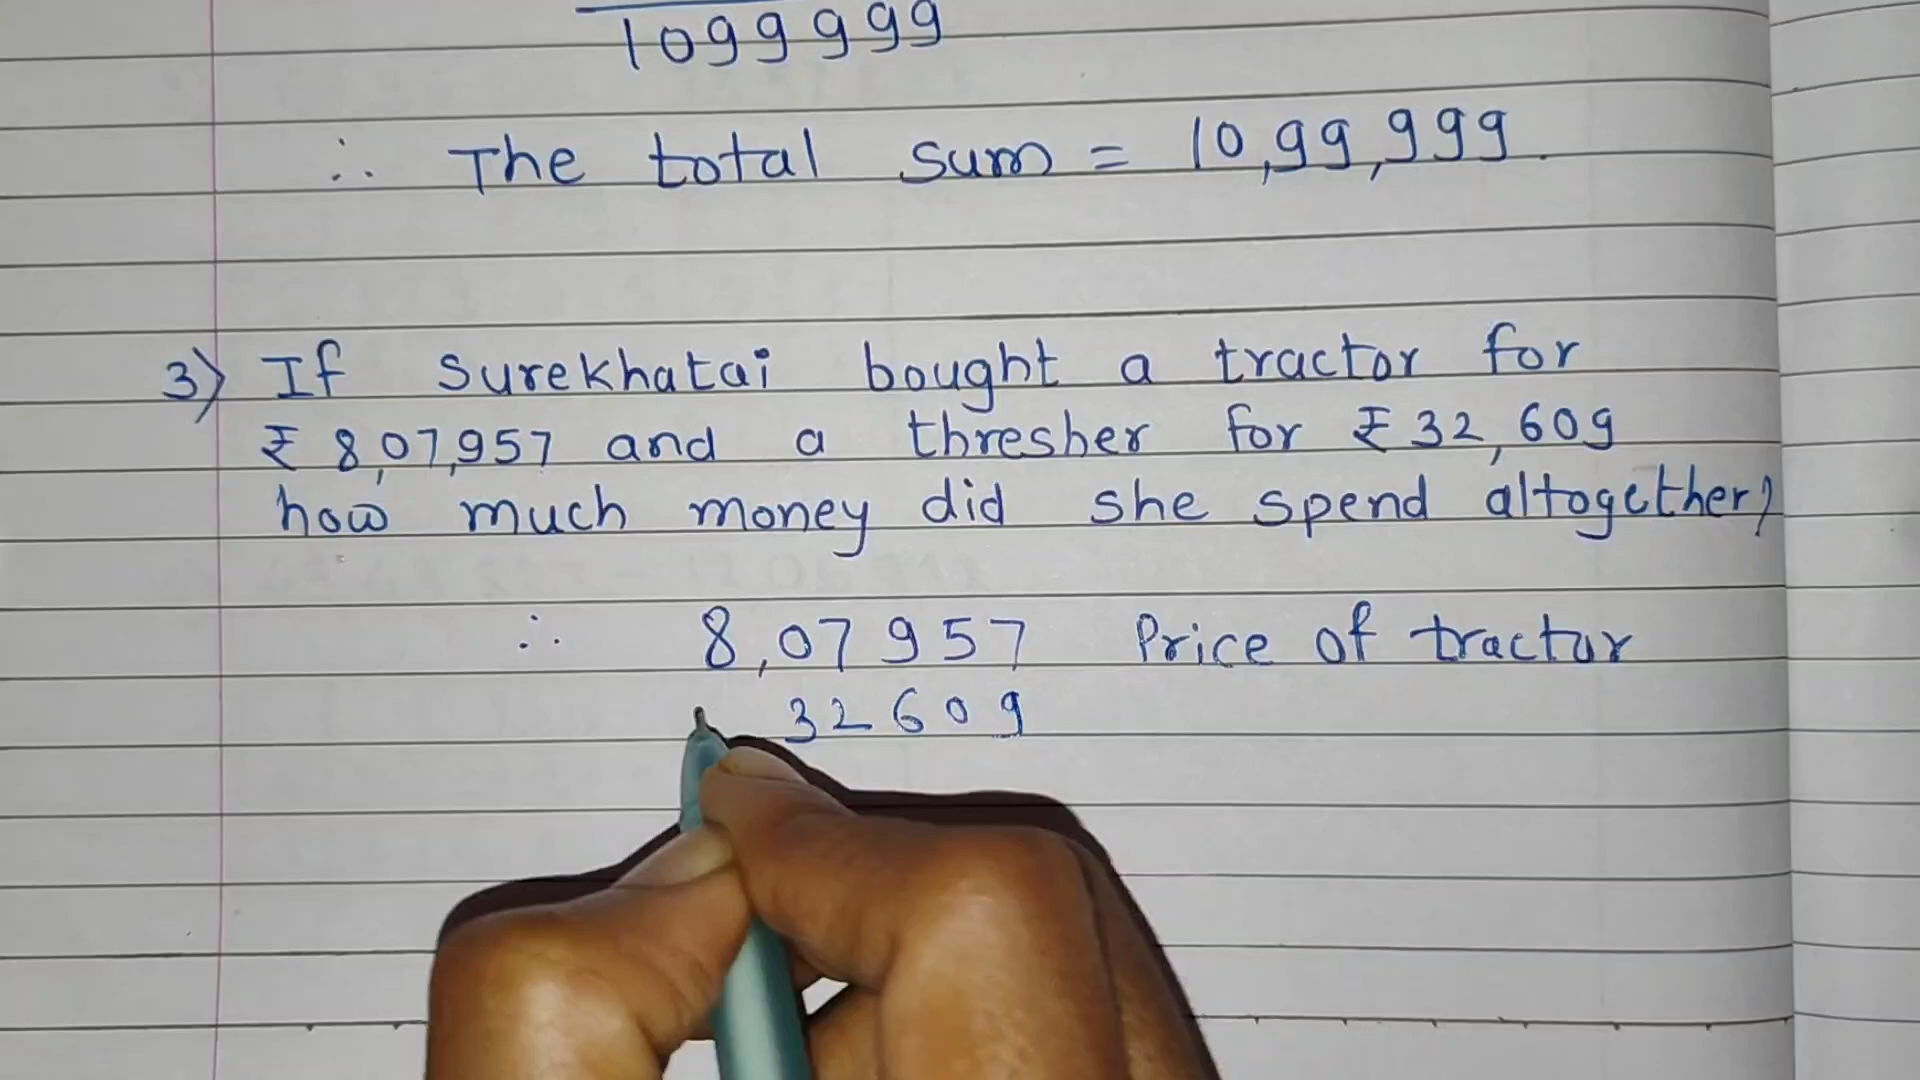 1099999
∴ The total sum = 10,99,999.
3) If Surekhatai bought a tractor for
₹ 8,07,957 and a thresher for ₹ 32,609
how much money did she spend altogether?
∴ 8,07957 Price of tractor
32609